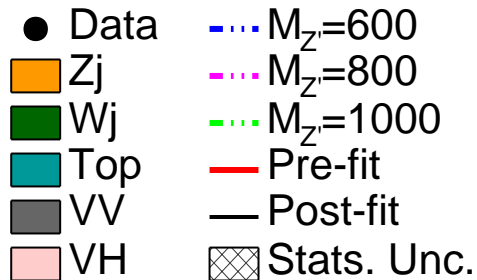 Data M_Z'=600
Zj M_Z'=800
Wj M_Z'=1000
Top Pre-fit
VV Post-fit
VH Stats. Unc.